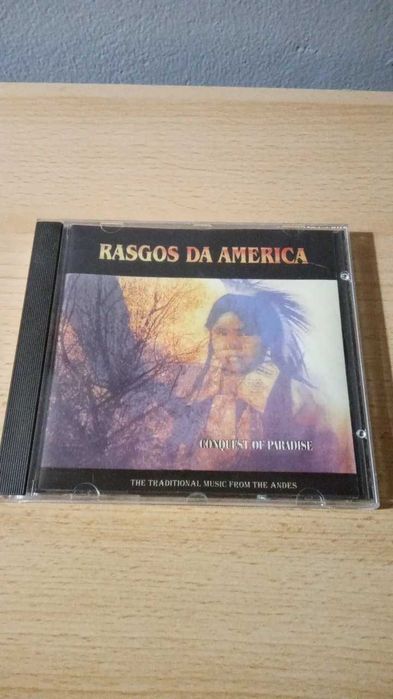 RASGOS DA AMERICA
CONQUEST OF PARADISE
THE TRADITIONAL MUSIC FROM THE ANDES